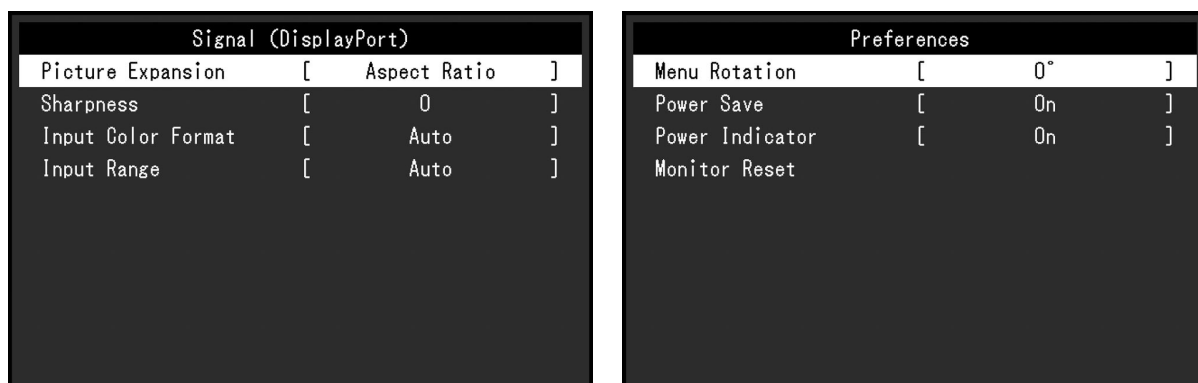 Signal (DisplayPort)
Picture Expansion [ Aspect Ratio ]
Sharpness [ 0 ]
Input Color Format [ Auto ]
Input Range [ Auto ]
Preferences
Menu Rotation [ 0° ]
Power Save [ On ]
Power Indicator [ On ]
Monitor Reset